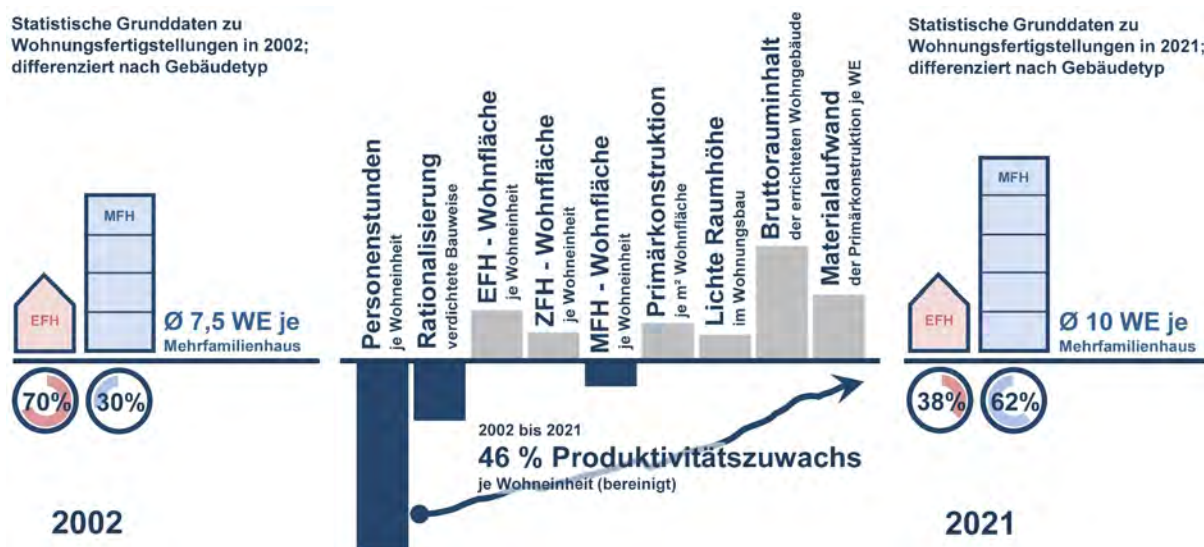 Statistische Grunddaten zu
Wohnungsfertigstellungen in 2002;
differenziert nach Gebäudetyp
MFH
EFH
Ø 7,5 WE je
Mehrfamilienhaus
70%
30%
2002
Personenstunden
je Wohneinheit
Rationalisierung
verdichtete Bauweise
EFH - Wohnfläche
je Wohneinheit
ZFH - Wohnfläche
je Wohneinheit
MFH - Wohnfläche
je Wohneinheit
Primärkonstruktion
je m² Wohnfläche
Lichte Raumhöhe
im Wohnungsbau
Bruttorauminhalt
der errichteten Wohngebäude
Materialaufwand
der Primärkonstruktion je WE
2002 bis 2021
46 % Produktivitätszuwachs
je Wohneinheit (bereinigt)
Statistische Grunddaten zu
Wohnungsfertigstellungen in 2021;
differenziert nach Gebäudetyp
MFH
EFH
Ø 10 WE je
Mehrfamilienhaus
38%
62%
2021